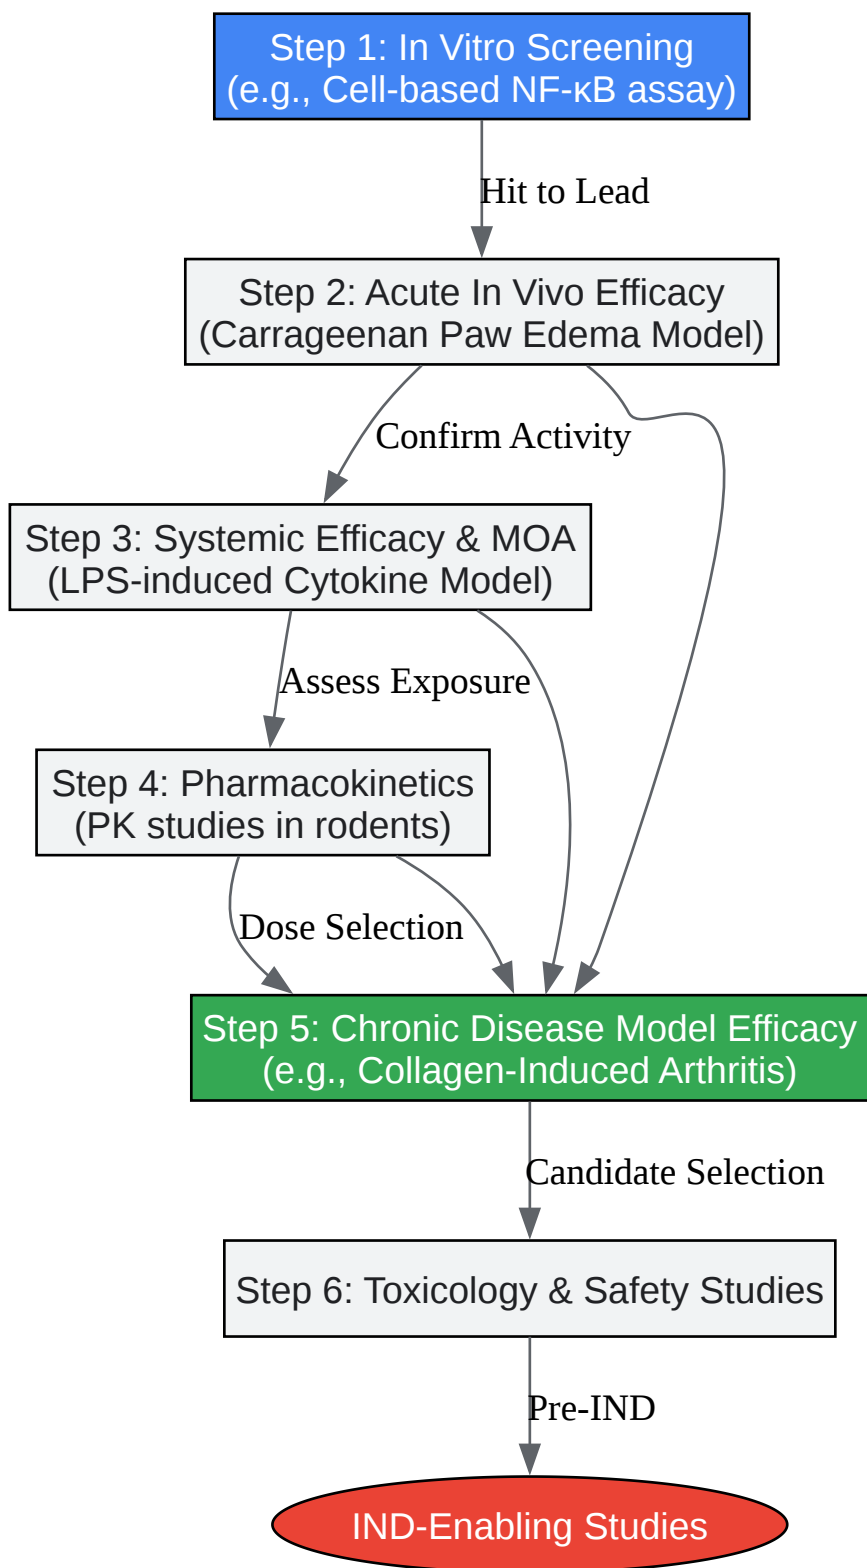 Step 1: In Vitro Screening
(e.g., Cell-based NF-κB assay)
Hit to Lead
Step 2: Acute In Vivo Efficacy
(Carrageenan Paw Edema Model)
Confirm Activity
Step 3: Systemic Efficacy & MOA
(LPS-induced Cytokine Model)
Assess Exposure
Step 4: Pharmacokinetics
(PK studies in rodents)
Dose Selection
Step 5: Chronic Disease Model Efficacy
(e.g., Collagen-Induced Arthritis)
Candidate Selection
Step 6: Toxicology & Safety Studies
Pre-IND
IND-Enabling Studies